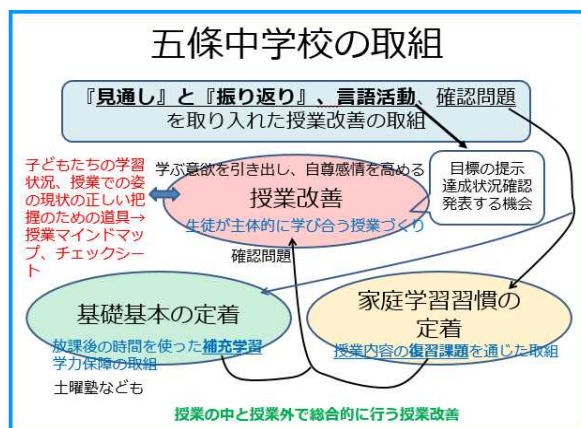 五條中学校の取組
『見通し』と『振り返り』、言語活動、確認問題
を取り入れた授業改善の取組
子どもたちの学習
状況、授業での姿
の現状の正しい把
握のための道具→
授業マインドマッ
プ、チェックシー
ト
学ぶ意欲を引き出し、自尊感情を高める
授業改善
生徒が主体的に学び合う授業づくり
目標の提示
達成状況確認
発表する機会
確認問題
基礎基本の定着
放課後の時間を使った補充学習
学力保障の取組
土曜塾なども
家庭学習習慣の
定着
授業内容の復習課題を通じた取組
授業の中と授業外で総合的に行う授業改善